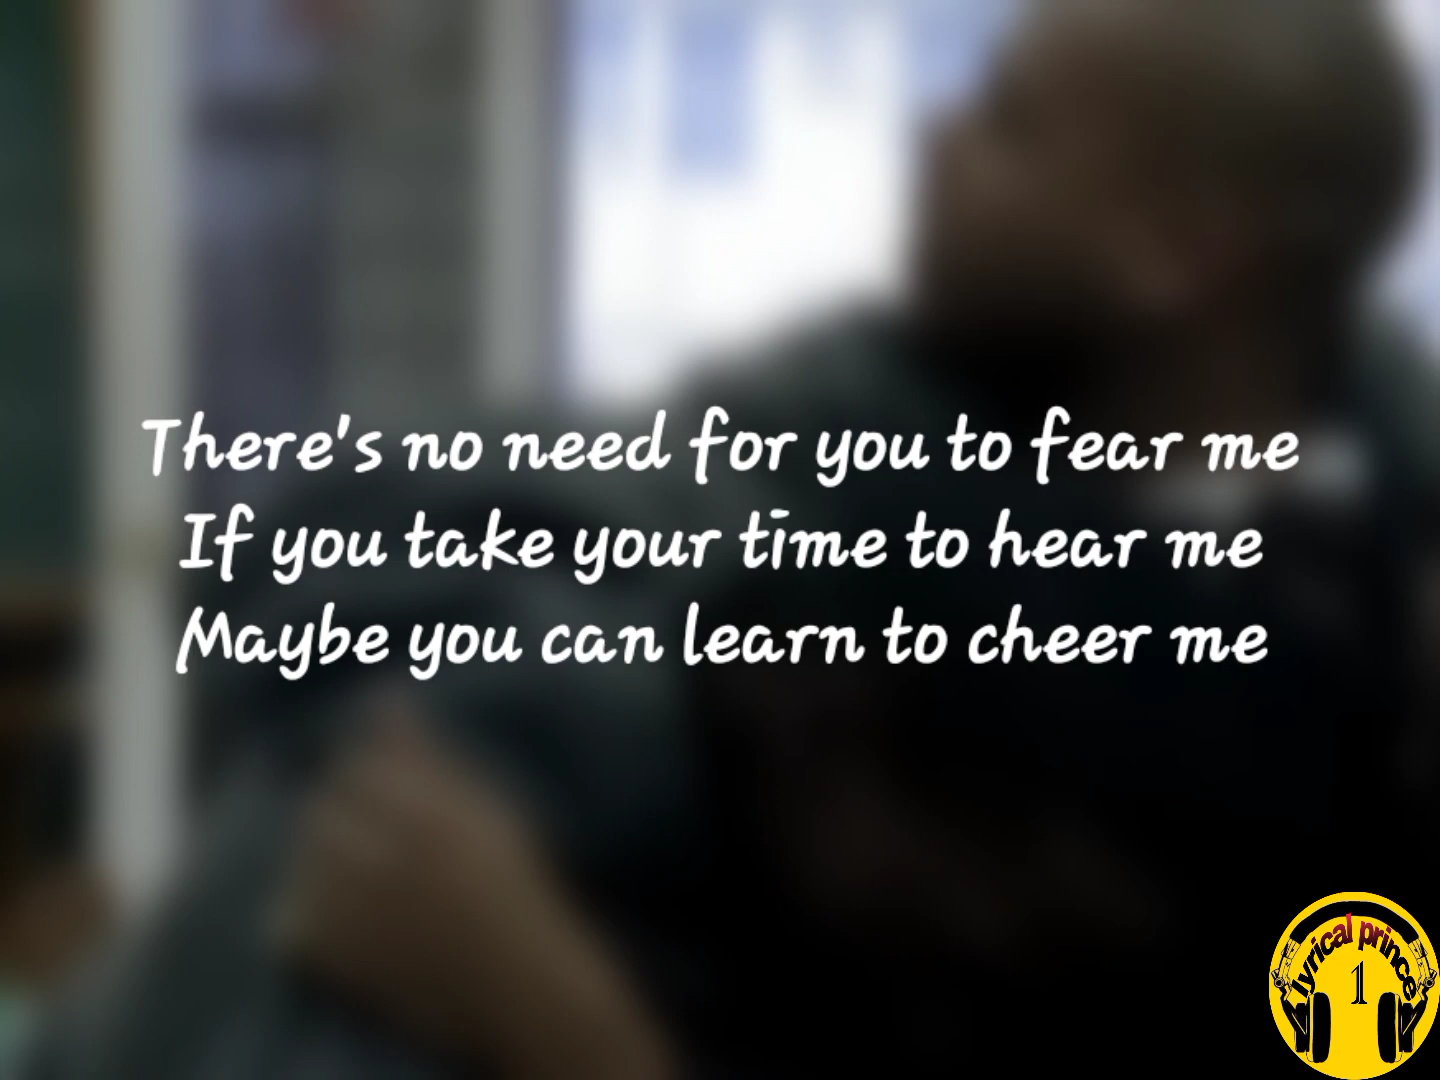 There's no need for you to fear me
If you take your time to hear me
Maybe you can learn to cheer me
lyrical prince
1